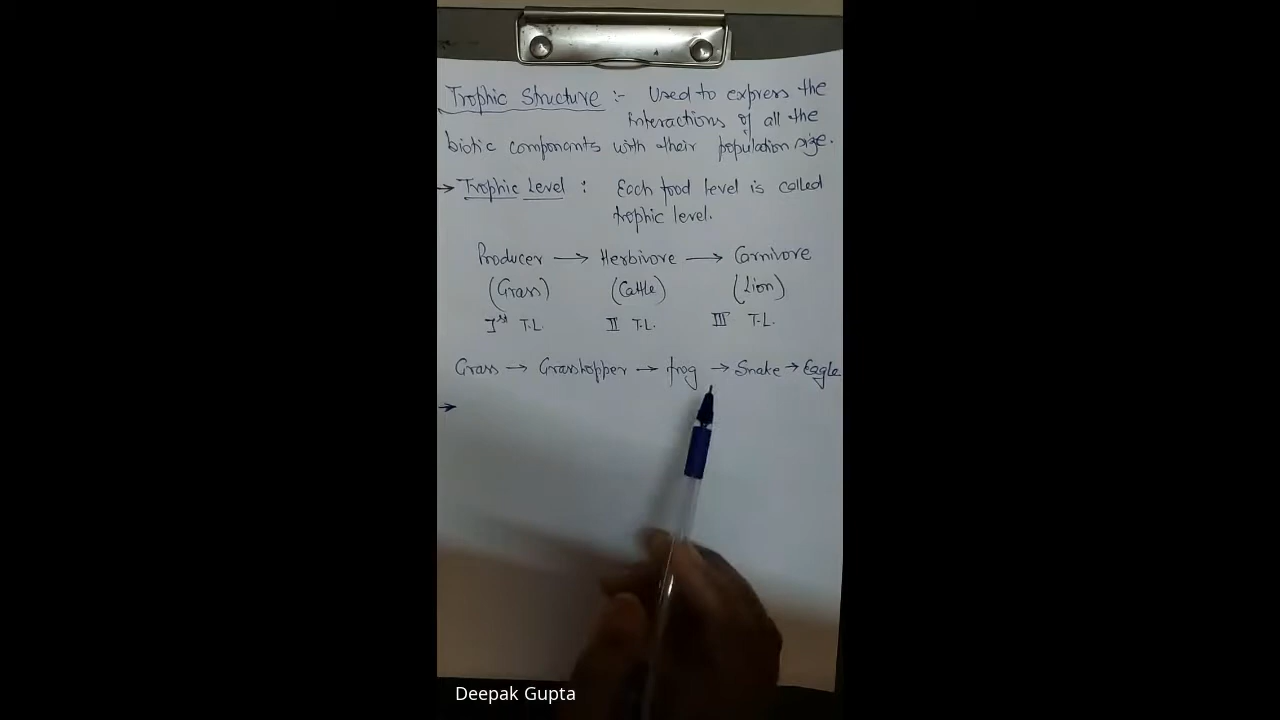 Trophic Structure :- Used to express the
interactions of all the
biotic componants with their population size.
→ Trophic Level : Each food level is called
trophic level.
Producer → Herbivore → Carnivore
(Grass) (Cattle) (Lion)
Ist T.L. II T.L. III T.L.
Grass → Grasshopper → frog → Snake → Eagle
→
Deepak Gupta